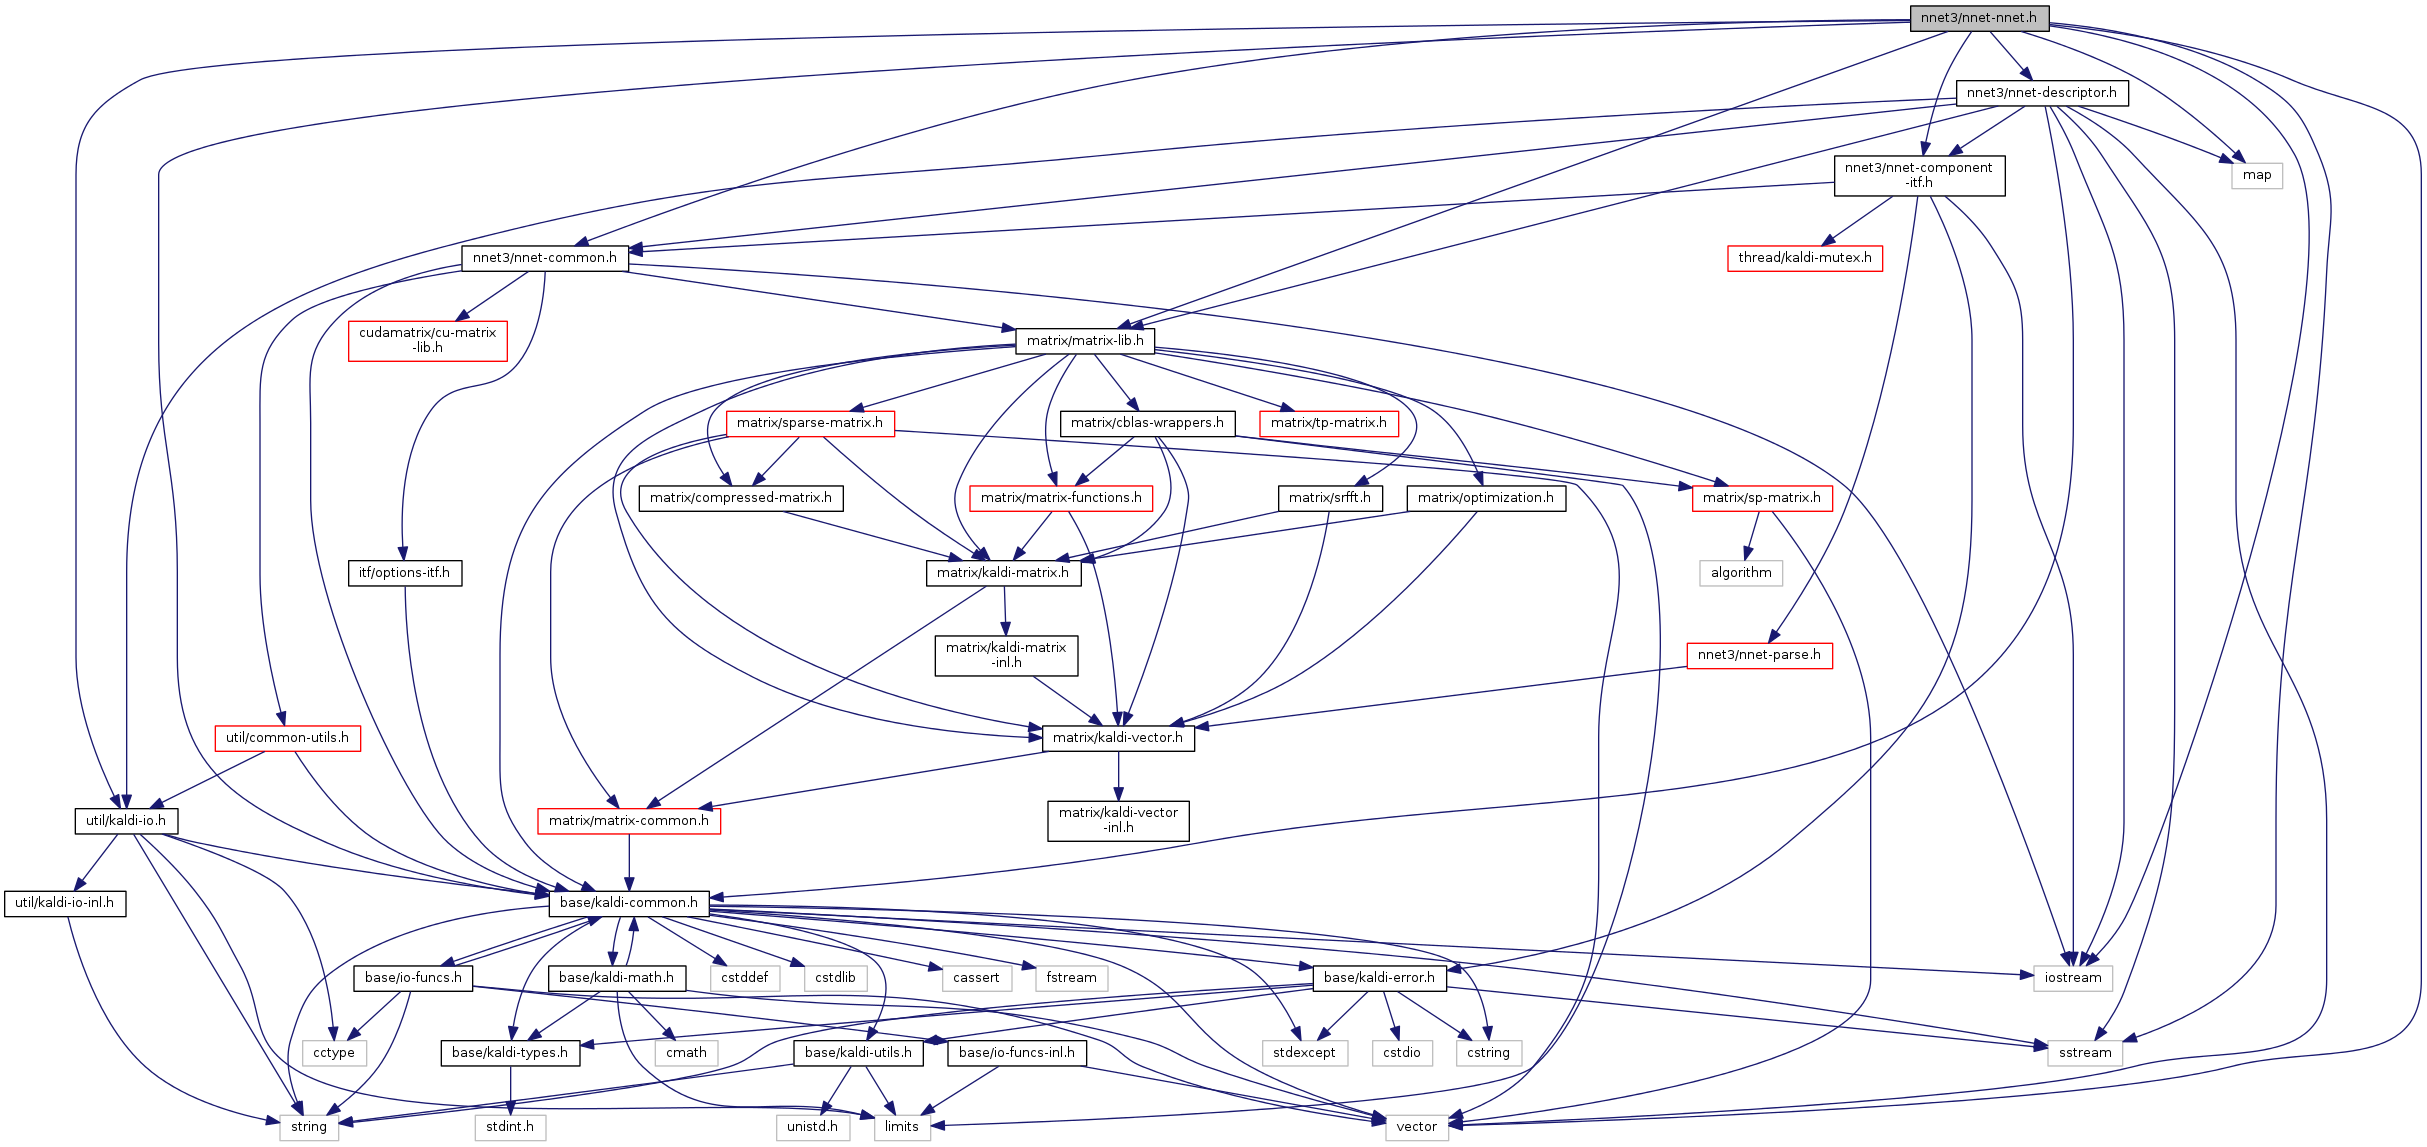 nnet3/nnet-nnet.h
nnet3/nnet-descriptor.h
nnet3/nnet-component
-itf.h
map
nnet3/nnet-common.h
thread/kaldi-mutex.h
cudamatrix/cu-matrix
-lib.h
matrix/matrix-lib.h
matrix/sparse-matrix.h
matrix/cblas-wrappers.h
matrix/tp-matrix.h
matrix/compressed-matrix.h
matrix/matrix-functions.h
matrix/srfft.h
matrix/optimization.h
matrix/sp-matrix.h
itf/options-itf.h
matrix/kaldi-matrix.h
algorithm
matrix/kaldi-matrix
-inl.h
nnet3/nnet-parse.h
util/common-utils.h
matrix/kaldi-vector.h
util/kaldi-io.h
matrix/matrix-common.h
matrix/kaldi-vector
-inl.h
util/kaldi-io-inl.h
base/kaldi-common.h
base/io-funcs.h
base/kaldi-math.h
cstddef
cstdlib
cassert
fstream
base/kaldi-error.h
iostream
cctype
base/kaldi-types.h
cmath
base/kaldi-utils.h
base/io-funcs-inl.h
stdexcept
cstdio
cstring
sstream
string
stdint.h
unistd.h
limits
vector